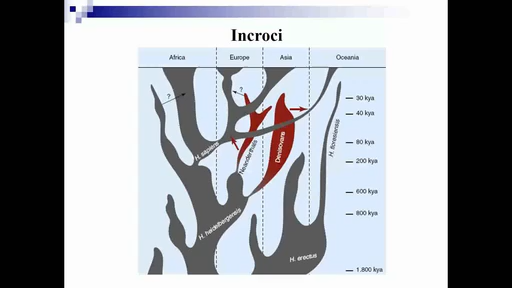 Incroci
Africa Europe Asia Oceania
? ?
30 kya
40 kya
80 kya
200 kya
600 kya
800 kya
1.800 kya
H. sapiens
Neanderthals
Denisovans
H. floresiensis
H. heidelbergensis
H. erectus